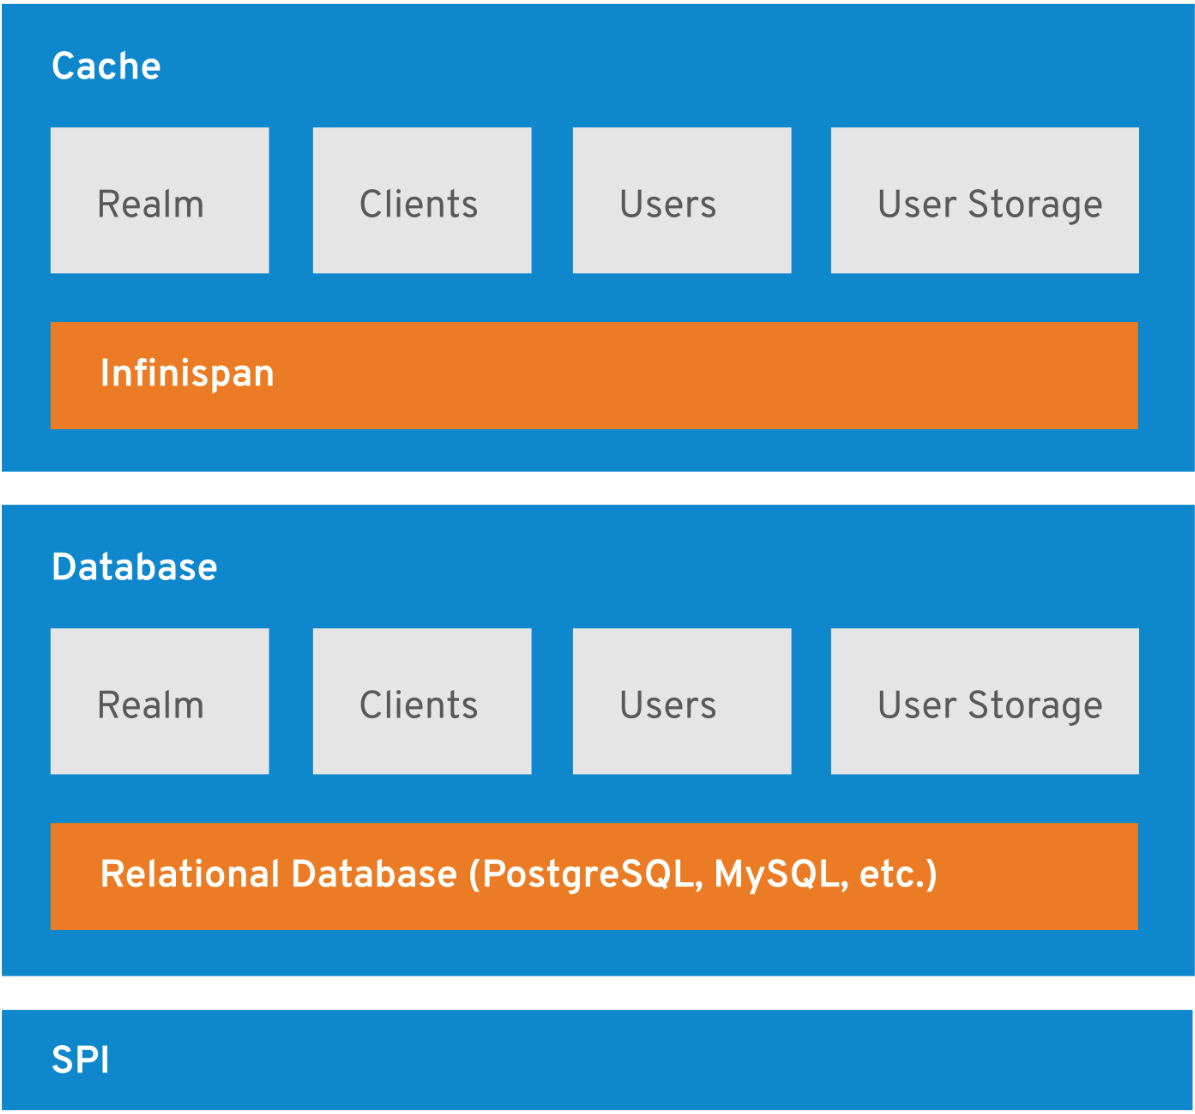 Cache
Realm
Clients
Users
User Storage
Infinispan
Database
Realm
Clients
Users
User Storage
Relational Database (PostgreSQL, MySQL, etc.)
SPI